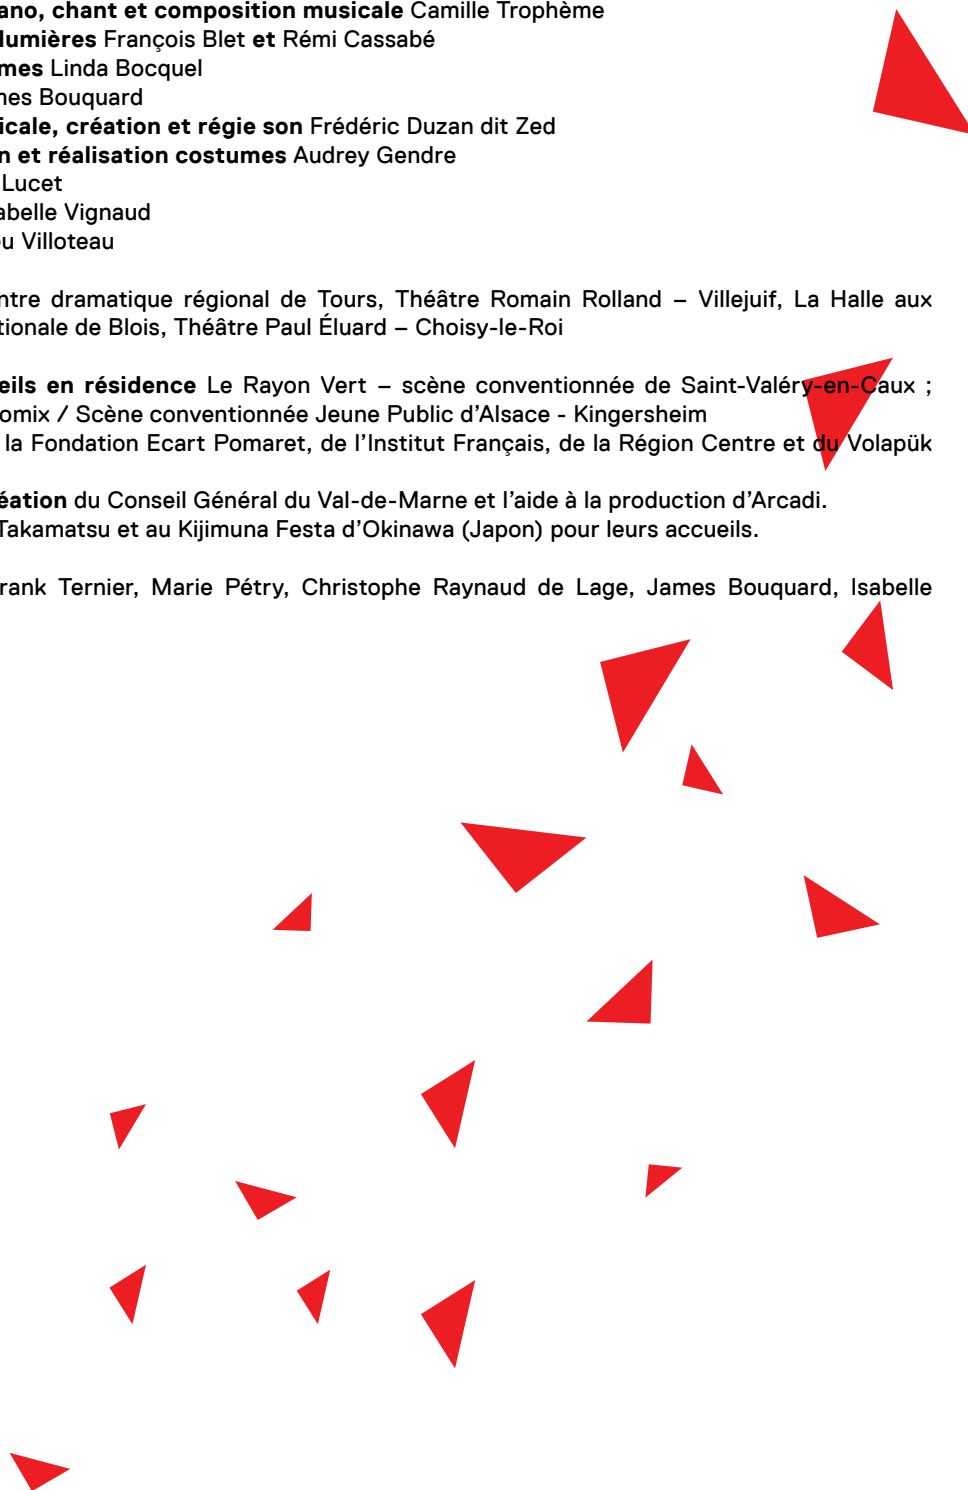 ano, chant et composition musicale Camille Trophème
lumières François Blet et Rémi Cassabé
mes Linda Bocquel
nes Bouquard
icale, création et régie son Frédéric Duzan dit Zed
n et réalisation costumes Audrey Gendre
Lucet
abelle Vignaud
eu Villoteau
ntre dramatique régional de Tours, Théâtre Romain Rolland – Villejuif, La Halle aux
tionale de Blois, Théâtre Paul Éluard – Choisy-le-Roi
eils en résidence Le Rayon Vert – scène conventionnée de Saint-Valéry-en-Caux ;
omix / Scène conventionnée Jeune Public d’Alsace - Kingersheim
la Fondation Ecart Pomaret, de l’Institut Français, de la Région Centre et du Volapük
éation du Conseil Général du Val-de-Marne et l’aide à la production d’Arcadi.
Takamatsu et au Kijimuna Festa d’Okinawa (Japon) pour leurs accueils.
rank Ternier, Marie Pétry, Christophe Raynaud de Lage, James Bouquard, Isabelle